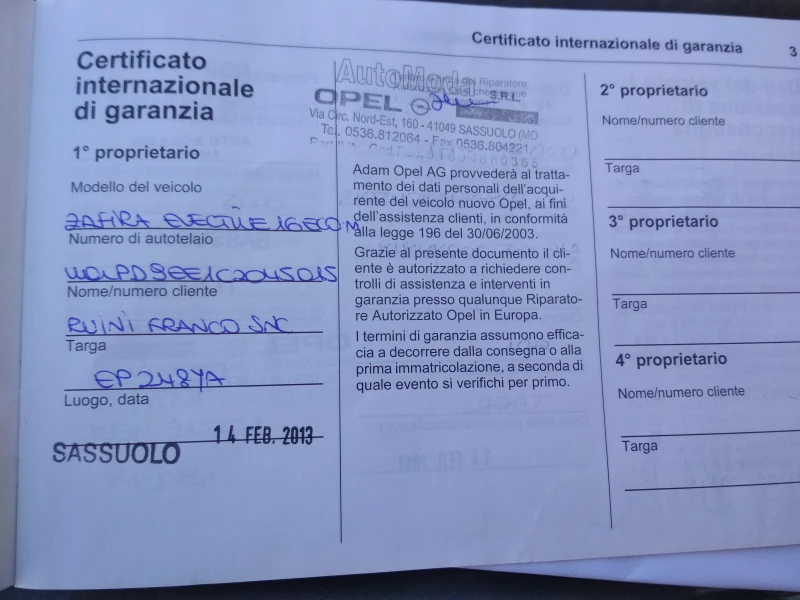 Certificato internazionale di garanzia
3
Certificato
internazionale
di garanzia
1° proprietario
Modello del veicolo
ZAFIRA
Numero di autotelaio
Nome/numero cliente
RUINI FRANCO SNC
Targa
EP 248YA
Luogo, data
14 FEB. 2013
SASSUOLO
AutoModa
Riparatore
OPEL
S.R.L.
Via Circ. Nord-Est, 160 - 41049 SASSUOLO (MO
Tel. 0536.812064 - Fax 0536.804221
Adam Opel AG provvederà al tratta-
mento dei dati personali dell'acqui-
rente del veicolo nuovo Opel, ai fini
dell'assistenza clienti, in conformità
alla legge 196 del 30/06/2003.
Grazie al presente documento il cli-
ente è autorizzato a richiedere con-
trolli di assistenza e interventi in
garanzia presso qualunque Riparato-
re Autorizzato Opel in Europa.
I termini di garanzia assumono effica-
cia a decorrere dalla consegna o alla
prima immatricolazione, a seconda di
quale evento si verifichi per primo.
2° proprietario
Nome/numero cliente
Targa
3° proprietario
Nome/numero cliente
Targa
4° proprietario
Nome/numero cliente
Targa